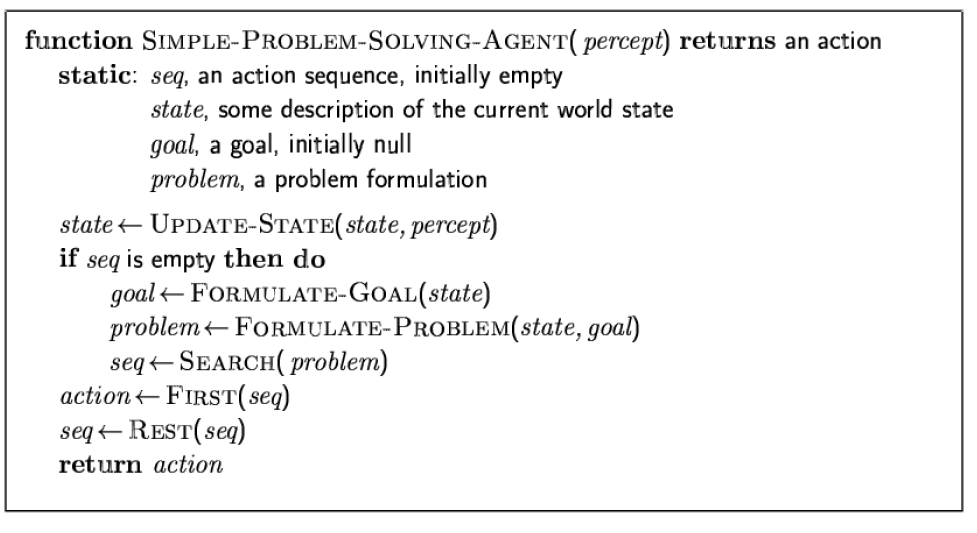 function SIMPLE-PROBLEM-SOLVING-AGENT( percept) returns an action
static: seq, an action sequence, initially empty
state, some description of the current world state
goal, a goal, initially null
problem, a problem formulation
state ← UPDATE-STATE(state, percept)
if seq is empty then do
goal ← FORMULATE-GOAL(state)
problem ← FORMULATE-PROBLEM(state, goal)
seq ← SEARCH( problem)
action ← FIRST(seq)
seq ← REST(seq)
return action